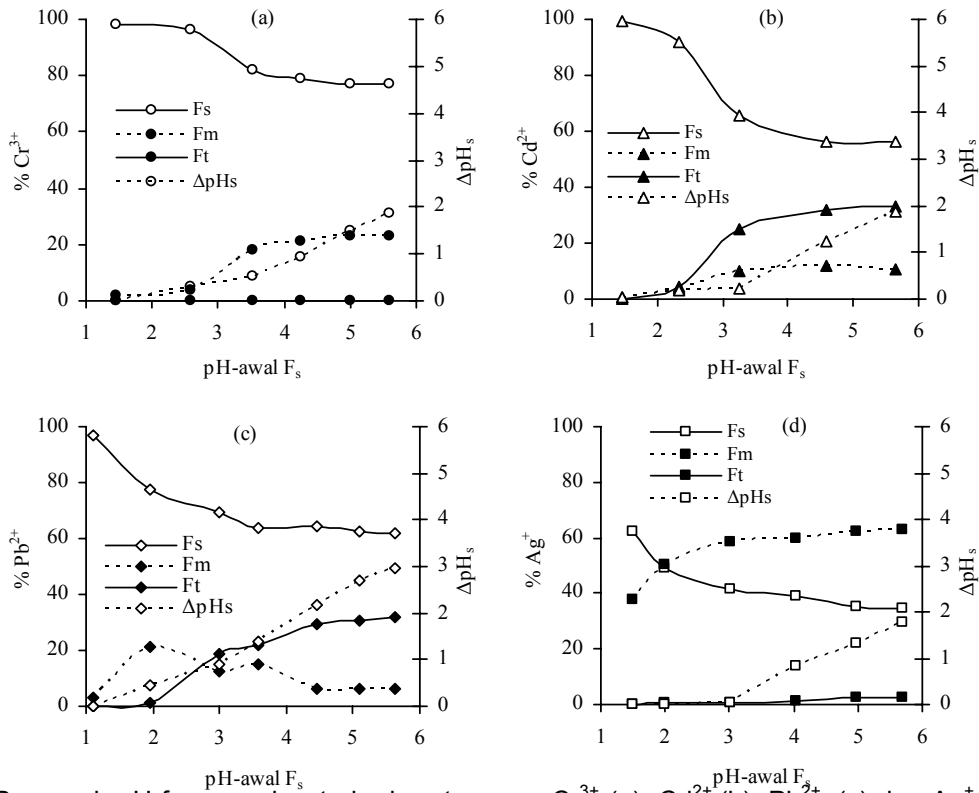 (a)
100
80
60
40
20
0
% Cr³⁺
Fs
Fm
Ft
ΔpHs
6
5
4
3
2
1
0
ΔpHₛ
1 2 3 4 5 6
pH-awal Fₛ
(b)
100
80
60
40
20
0
% Cd²⁺
Fs
Fm
Ft
ΔpHs
6
5
4
3
2
1
0
ΔpHₛ
1 2 3 4 5 6
pH-awal Fₛ
(c)
100
80
60
40
20
0
% Pb²⁺
Fs
Fm
Ft
ΔpHs
6
5
4
3
2
1
0
ΔpHₛ
1 2 3 4 5 6
pH-awal Fₛ
(d)
100
80
60
40
20
0
% Ag⁺
Fs
Fm
Ft
ΔpHs
6
5
4
3
2
1
0
ΔpHₛ
1 2 3 4 5 6
pH-awal Fₛ